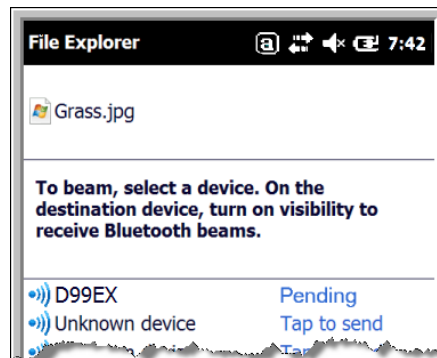 File Explorer a 7:42
Grass.jpg
To beam, select a device. On the
destination device, turn on visibility to
receive Bluetooth beams.
D99EX Pending
Unknown device Tap to send